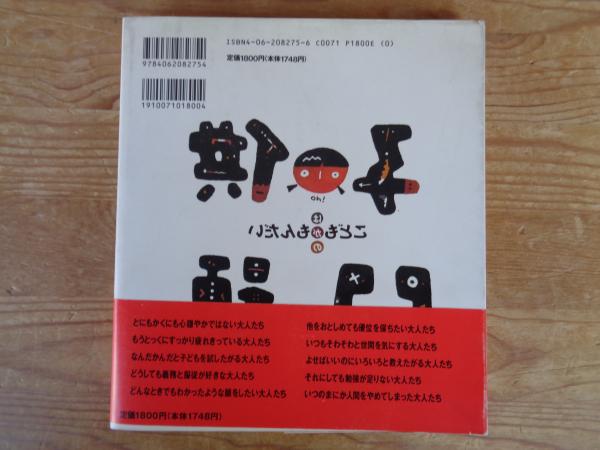 ISBN4-06-208275-6 C0071 P1800E (0)
定価1800円(本体1748円)
9784062082754
1910071018004
子供
は
こどもがもんだい
の
とにもかくにも心穏やかではない大人たち
もうとっくにすっかり疲れきっている大人たち
なんだかんだと子どもを試したがる大人たち
どうしても義務と服従が好きな大人たち
どんなときでもわかったような顔をしたい大人たち
他をおとしめても優位を保ちたい大人たち
いつもそわそわと世間を気にする大人たち
よせばいいのにいろいろと教えたがる大人たち
それにしても勉強が足りない大人たち
いつのまにか人間をやめてしまった大人たち
定価1800円(本体1748円)